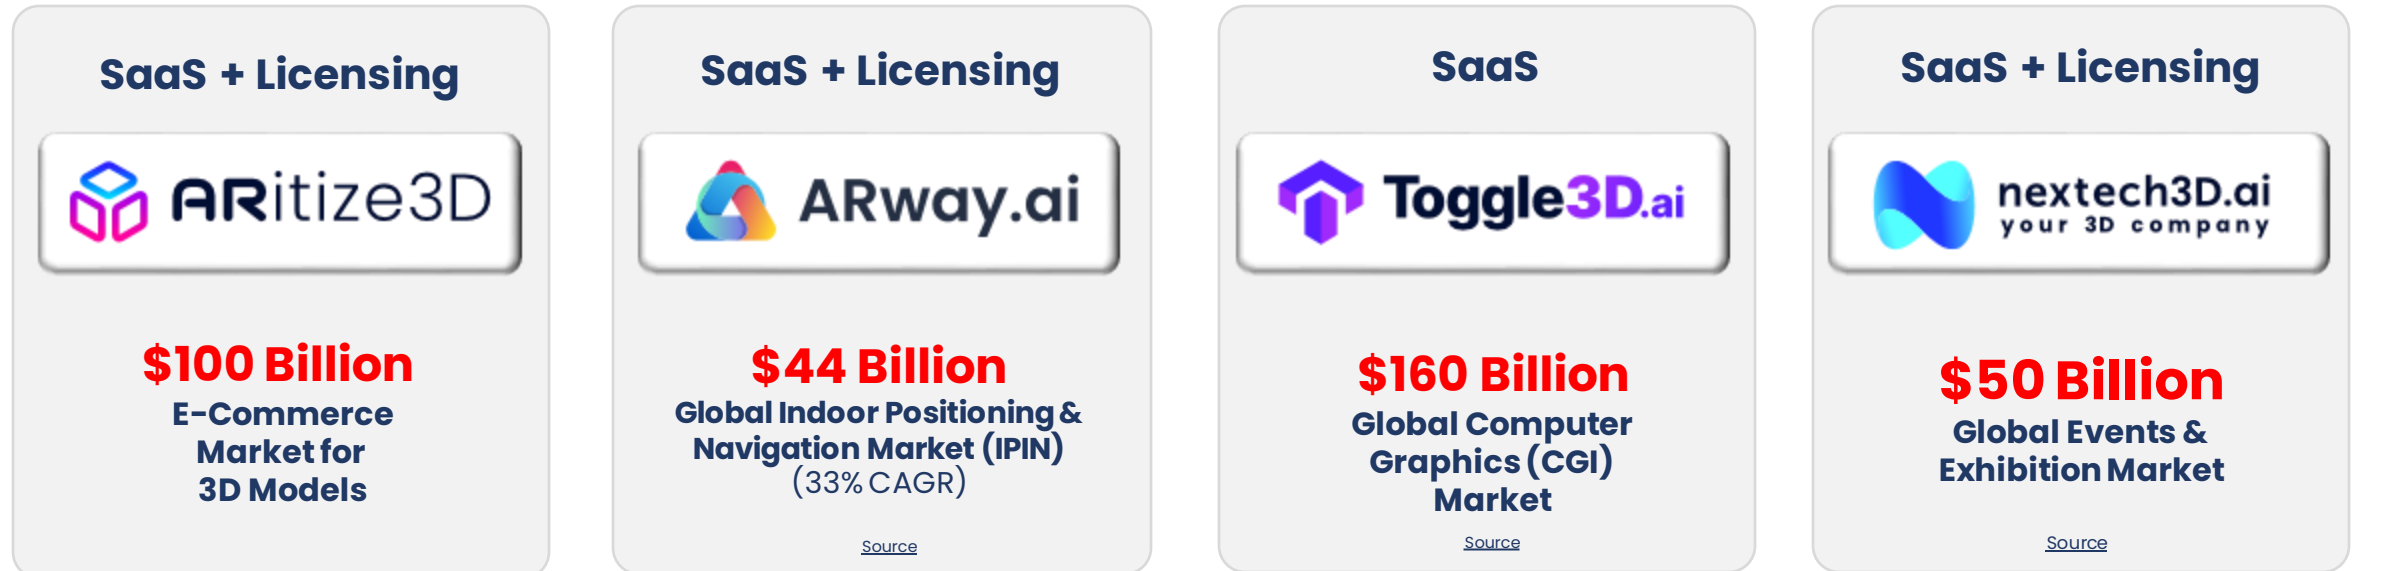 SaaS + Licensing
ARitize3D
$100 Billion
E-Commerce
Market for
3D Models
SaaS + Licensing
ARway.ai
$44 Billion
Global Indoor Positioning &
Navigation Market (IPIN)
(33% CAGR)
Source
SaaS
Toggle3D.ai
$160 Billion
Global Computer
Graphics (CGI)
Market
Source
SaaS + Licensing
nextech3D.ai
your 3D company
$50 Billion
Global Events &
Exhibition Market
Source